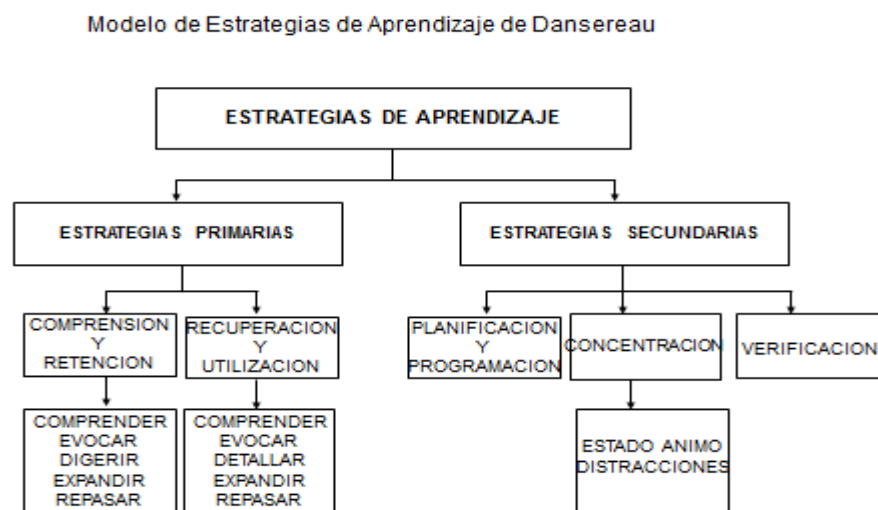 Modelo de Estrategias de Aprendizaje de Dansereau
ESTRATEGIAS DE APRENDIZAJE
ESTRATEGIAS PRIMARIAS
ESTRATEGIAS SECUNDARIAS
COMPRENSION
Y
RETENCION
RECUPERACION
Y
UTILIZACION
PLANIFICACION
Y
PROGRAMACION
CONCENTRACION
VERIFICACION
COMPRENDER
EVOCAR
DIGERIR
EXPANDIR
REPASAR
COMPRENDER
EVOCAR
DETALLAR
EXPANDIR
REPASAR
ESTADO ANIMO
DISTRACCIONES